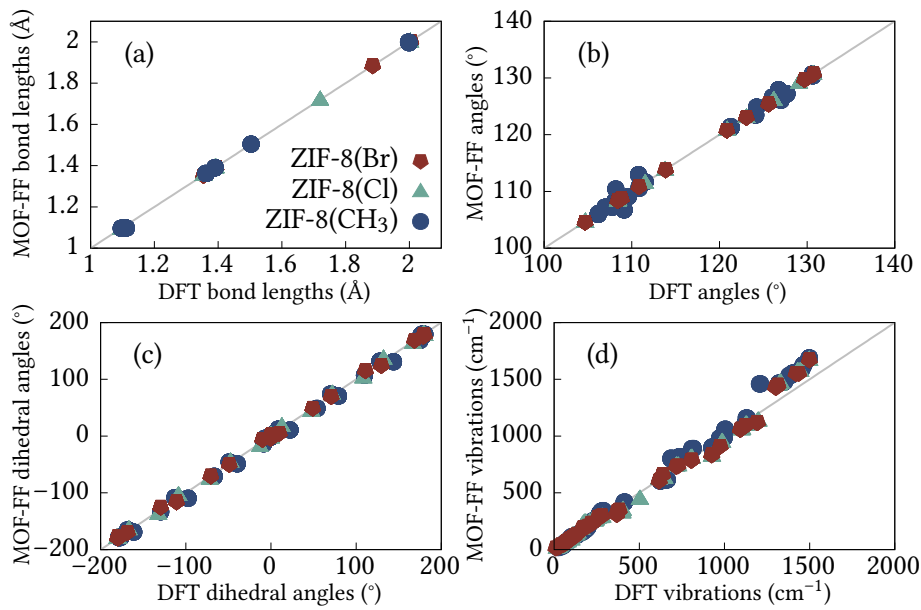 MOF-FF bond lengths (Å)
2
1.8
1.6
1.4
1.2
1
(a)
ZIF-8(Br)
ZIF-8(Cl)
ZIF-8(CH₃)
1 1.2 1.4 1.6 1.8 2
DFT bond lengths (Å)
MOF-FF angles (°)
140
130
120
110
100
(b)
100 110 120 130 140
DFT angles (°)
MOF-FF dihedral angles (°)
200
100
0
−100
−200
(c)
−200 −100 0 100 200
DFT dihedral angles (°)
MOF-FF vibrations (cm⁻¹)
2000
1500
1000
500
0
(d)
0 500 1000 1500 2000
DFT vibrations (cm⁻¹)